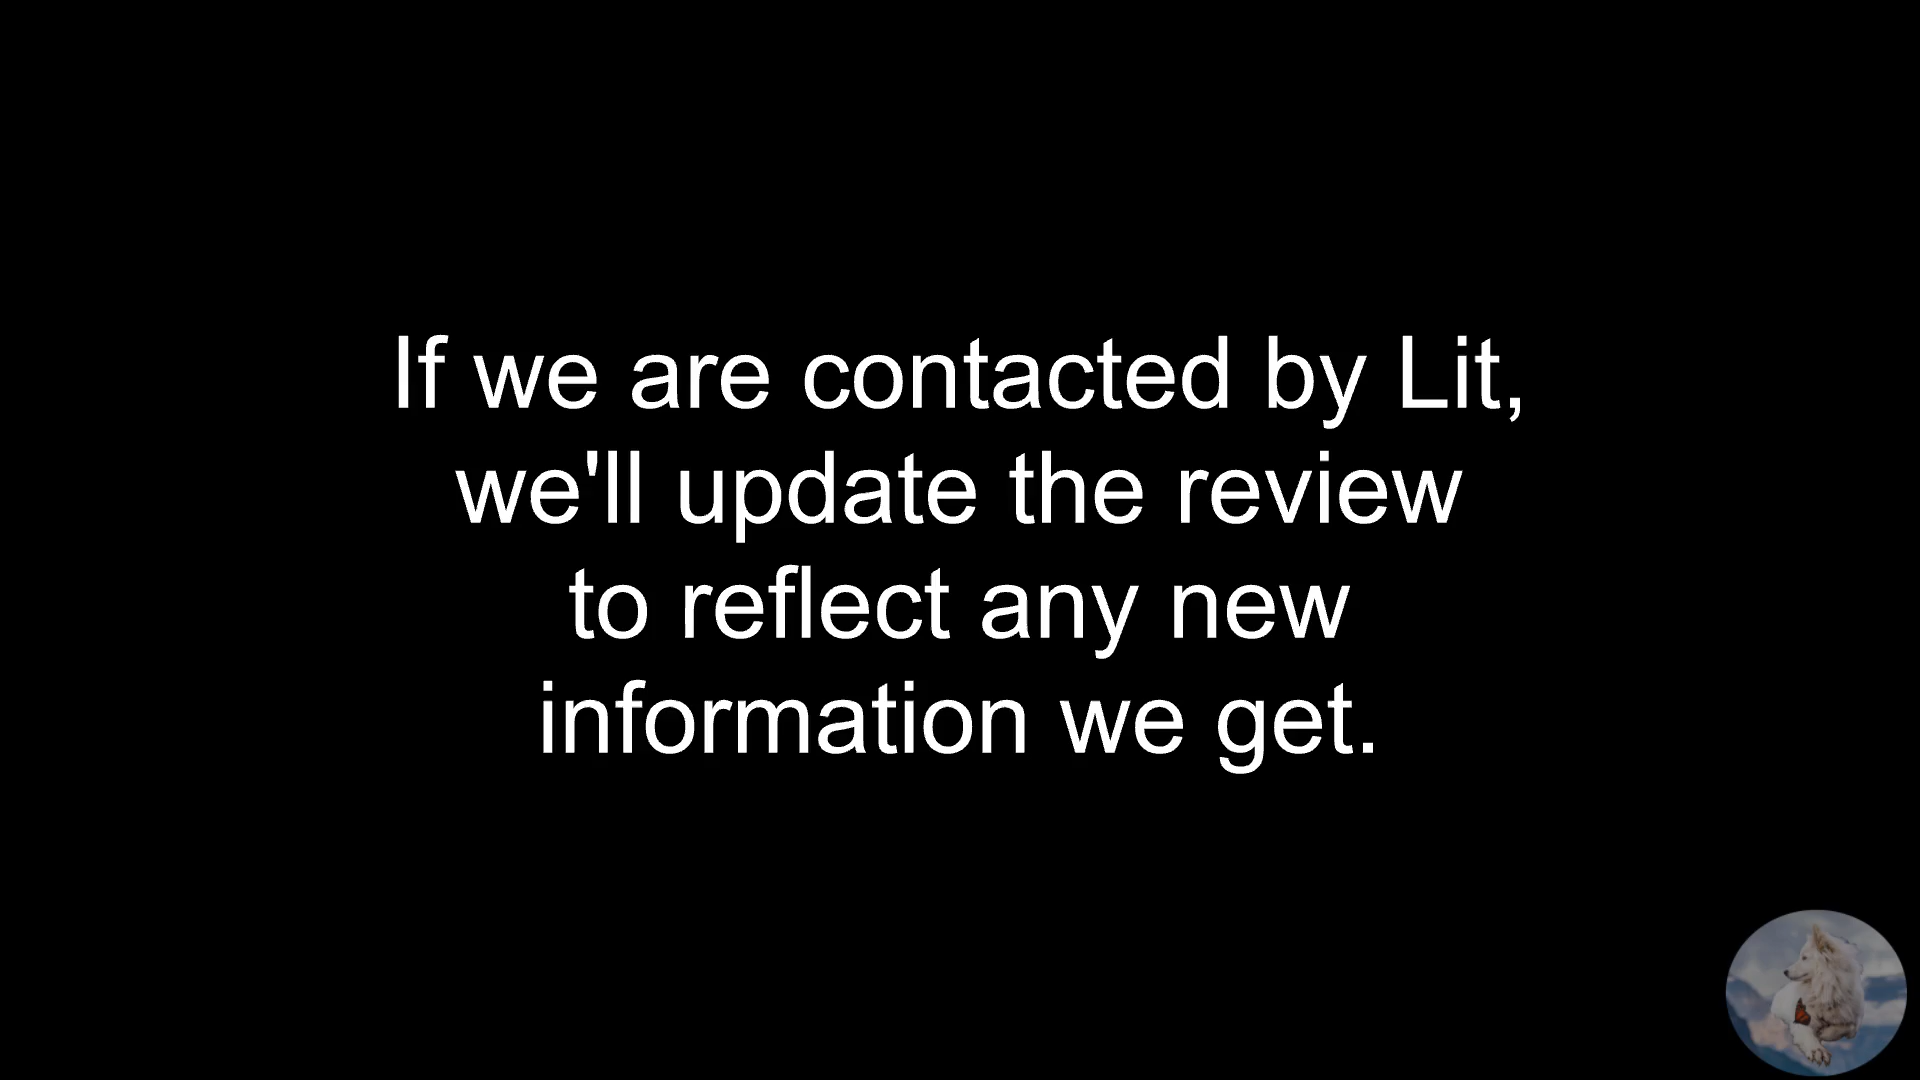 If we are contacted by Lit,
we'll update the review
to reflect any new
information we get.